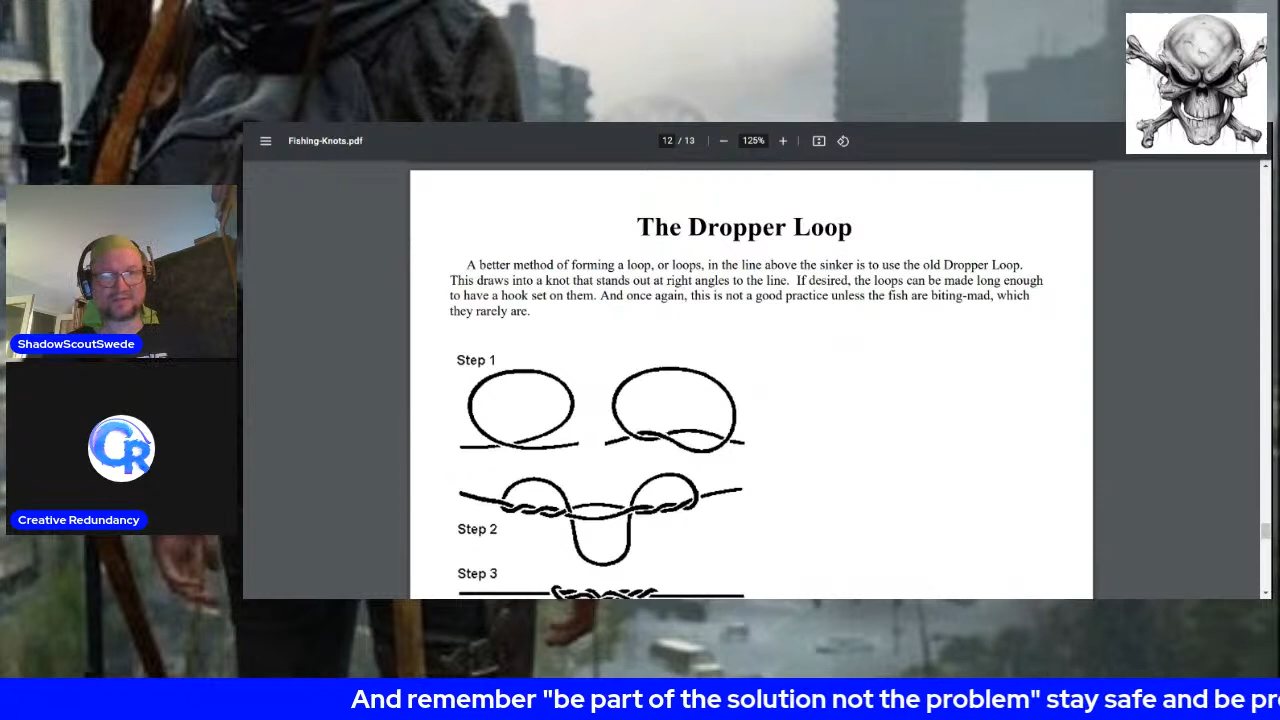 Fishing-Knots.pdf
12 / 13
125%
The Dropper Loop
A better method of forming a loop, or loops, in the line above the sinker is to use the old Dropper Loop.
This draws into a knot that stands out at right angles to the line. If desired, the loops can be made long enough
to have a hook set on them. And once again, this is not a good practice unless the fish are biting-mad, which
they rarely are.
Step 1
Step 2
Step 3
ShadowScoutSwede
CR
Creative Redundancy
And remember "be part of the solution not the problem" stay safe and be pr